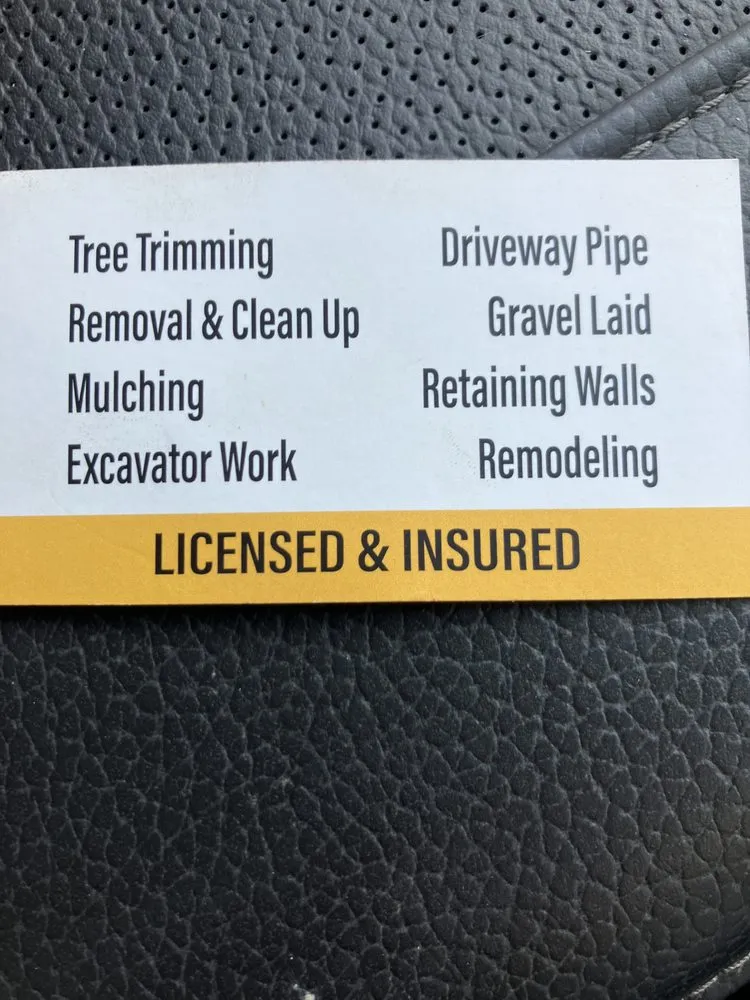 Tree Trimming
Removal & Clean Up
Mulching
Excavator Work
Driveway Pipe
Gravel Laid
Retaining Walls
Remodeling
LICENSED & INSURED